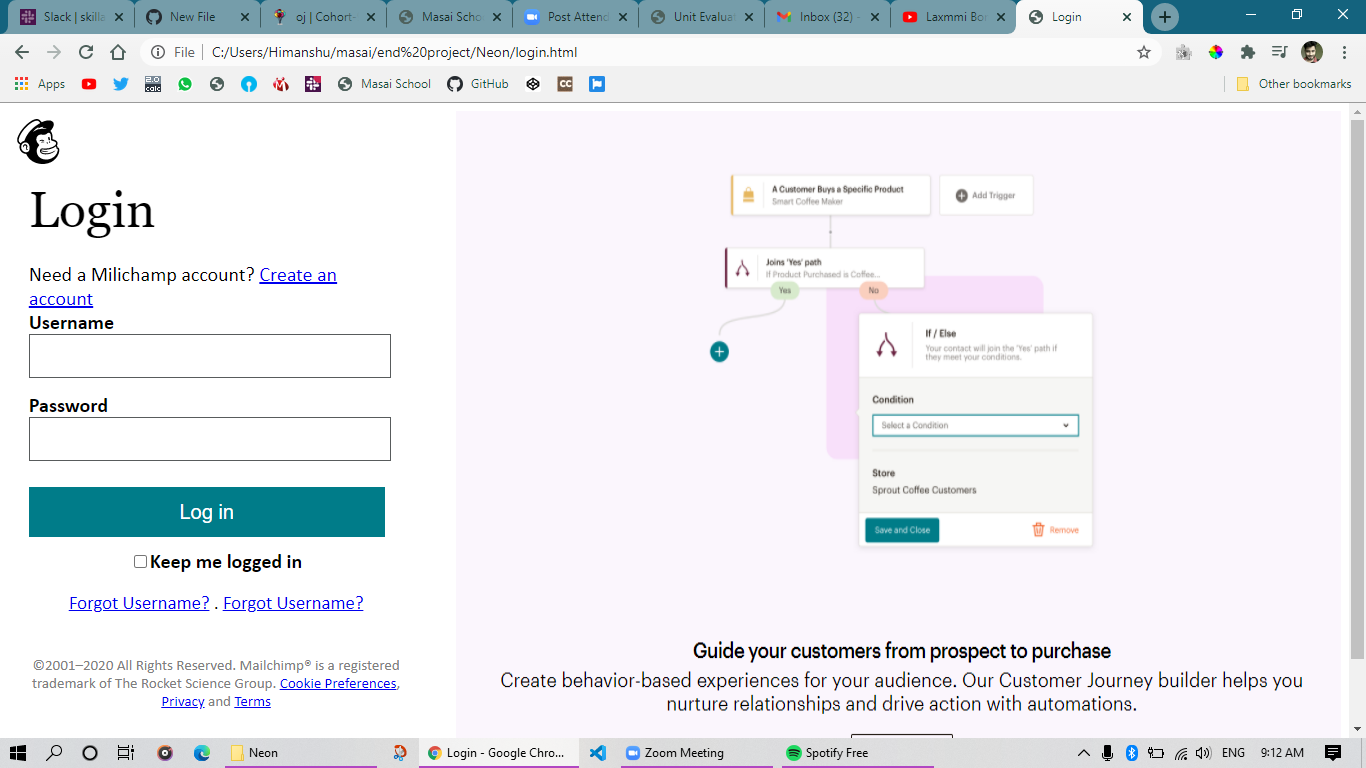 Slack | skilla
New File
oj | Cohort-
Masai Schoo
Post Attend
Unit Evaluat
Inbox (32) -
Laxmmi Bor
Login
File
C:/Users/Himanshu/masai/end%20project/Neon/login.html
Apps
Masai School
GitHub
Other bookmarks
Login
Need a Milichamp account? Create an
account
Username
Password
Log in
Keep me logged in
Forgot Username? . Forgot Username?
©2001–2020 All Rights Reserved. Mailchimp® is a registered
trademark of The Rocket Science Group. Cookie Preferences,
Privacy and Terms
A Customer Buys a Specific Product
Smart Coffee Maker
Add Trigger
Joins 'Yes' path
If Product Purchased is Coffee...
Yes
No
If / Else
Your contact will join the 'Yes' path if
they meet your conditions.
Condition
Select a Condition
Store
Sprout Coffee Customers
Save and Close
Remove
Guide your customers from prospect to purchase
Create behavior-based experiences for your audience. Our Customer Journey builder helps you
nurture relationships and drive action with automations.
Neon
Login - Google Chro...
Zoom Meeting
Spotify Free
ENG
9:12 AM